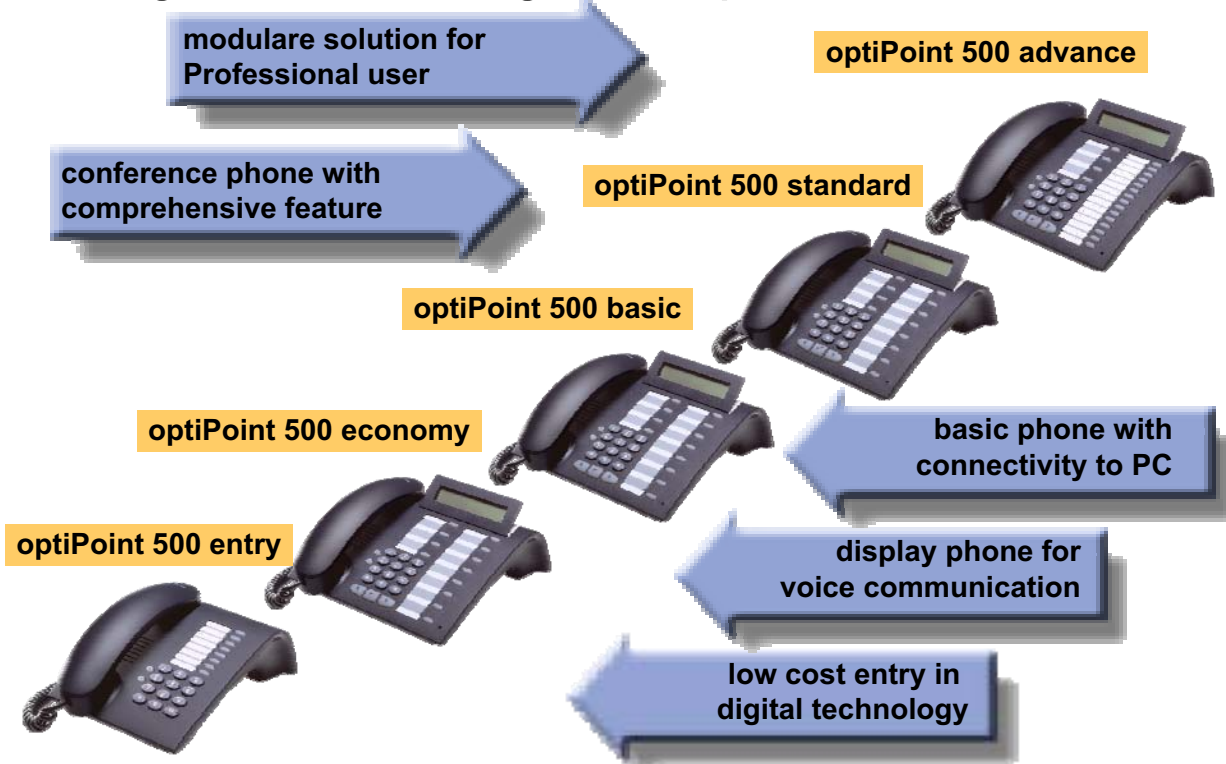 modulare solution for
Professional user
optiPoint 500 advance
conference phone with
comprehensive feature
optiPoint 500 standard
optiPoint 500 basic
optiPoint 500 economy
basic phone with
connectivity to PC
optiPoint 500 entry
display phone for
voice communication
low cost entry in
digital technology